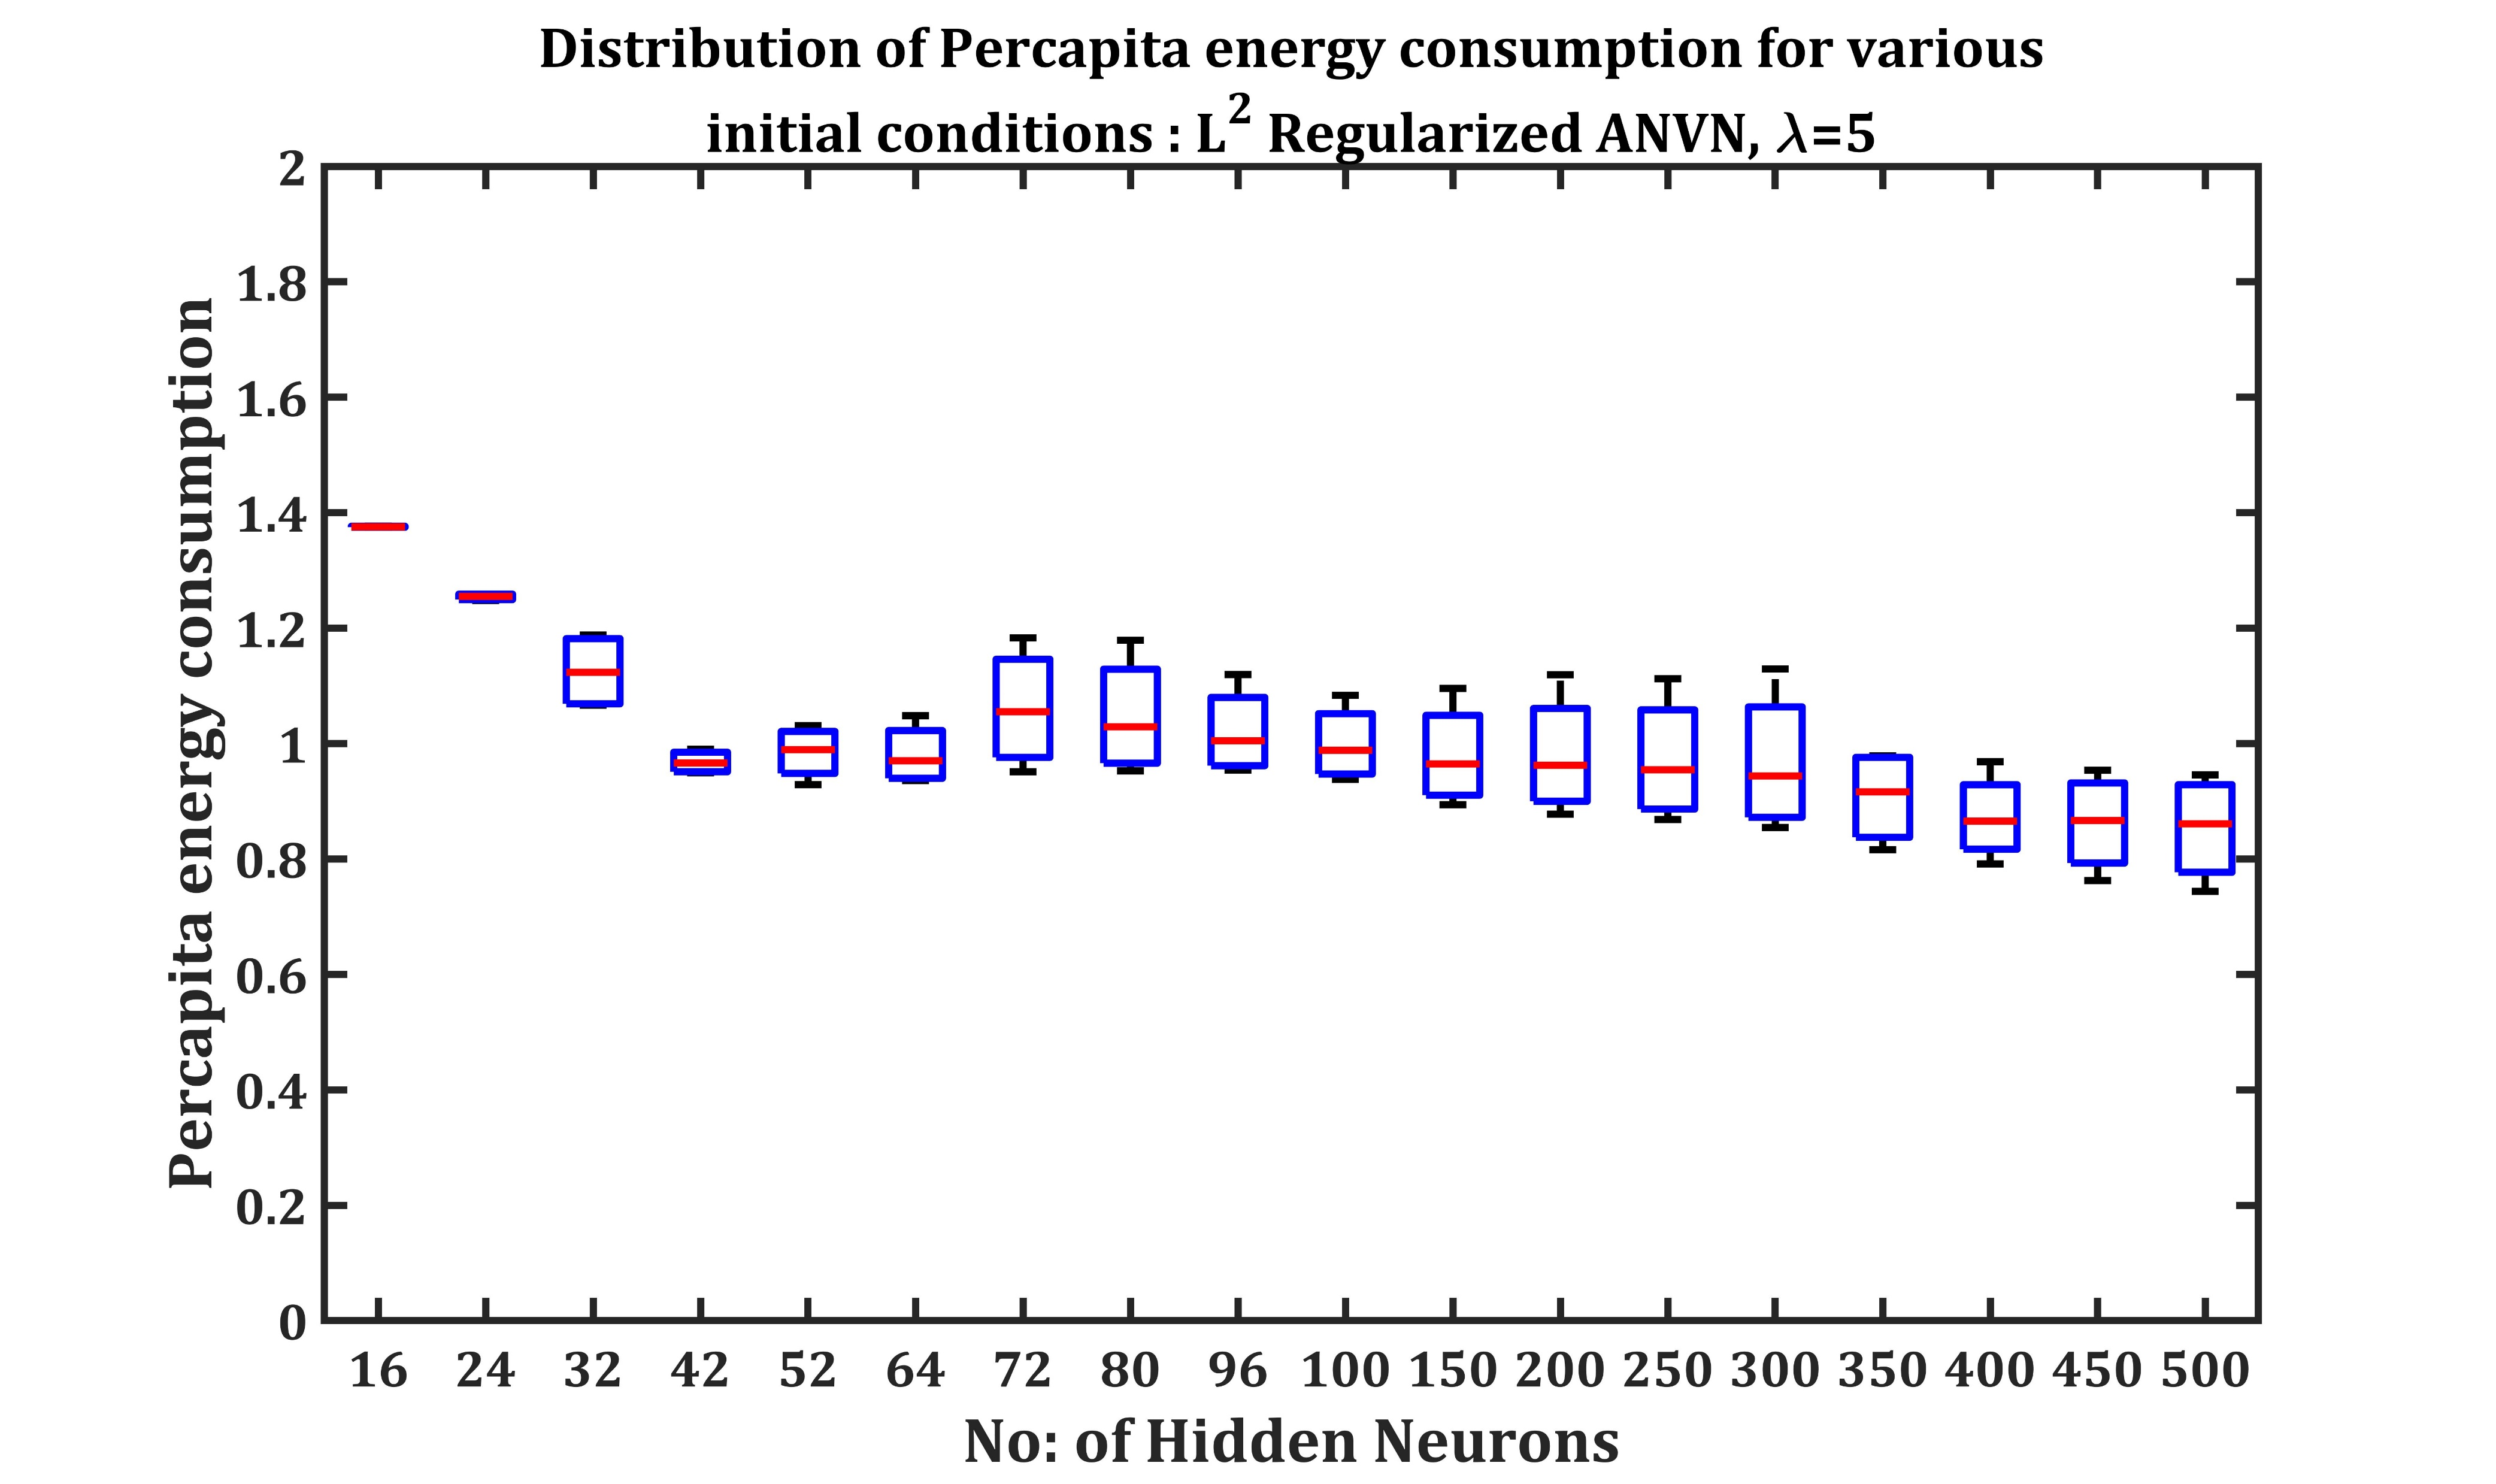 Distribution of Percapita energy consumption for various
initial conditions : L² Regularized ANVN, λ=5
Percapita energy consumption
2
1.8
1.6
1.4
1.2
1
0.8
0.6
0.4
0.2
0
16 24 32 42 52 64 72 80 96 100 150 200 250 300 350 400 450 500
No: of Hidden Neurons